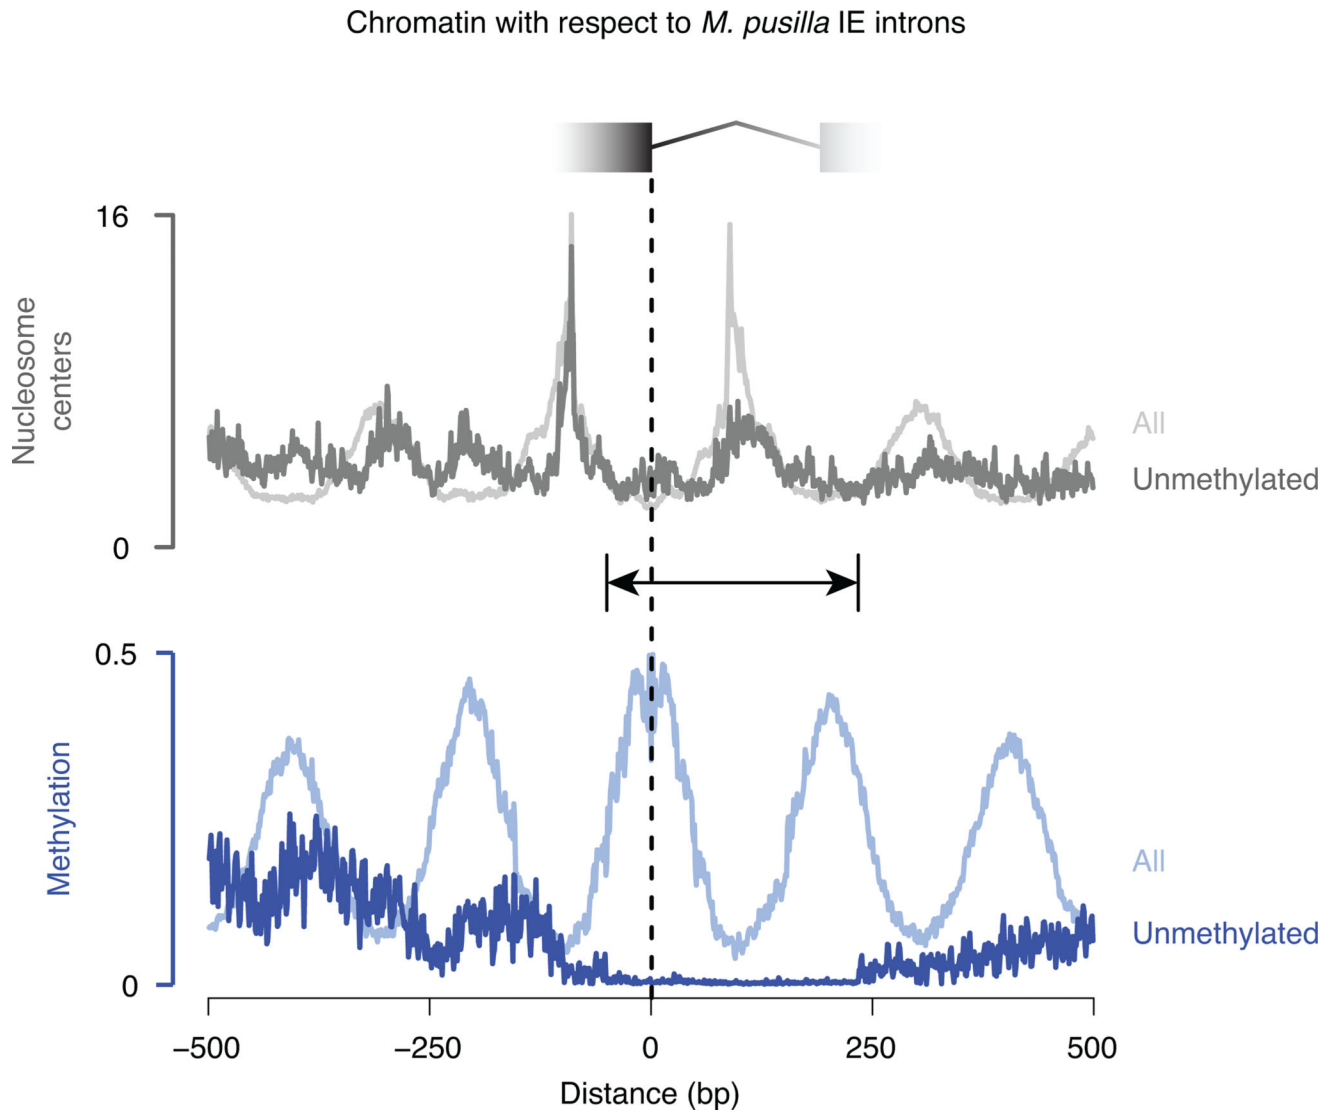 Chromatin with respect to M. pusilla IE introns
16
0
Nucleosome
centers
All
Unmethylated
0.5
0
Methylation
All
Unmethylated
−500
−250
0
250
500
Distance (bp)